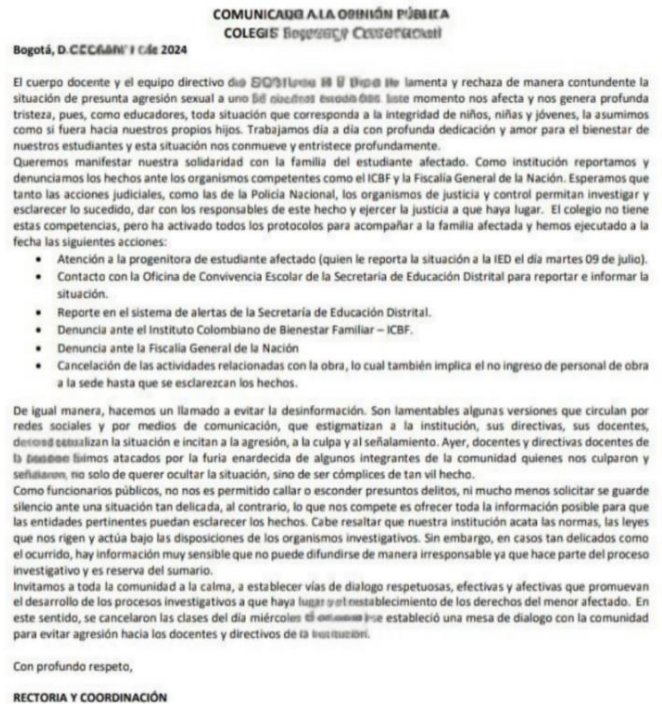 COMUNICADO A LA OPINIÓN PÚBLICA
COLEGIO
Bogotá, D. de 2024
El cuerpo docente y el equipo directivo lamenta y rechaza de manera contundente la
situación de presunta agresión sexual a uno momento nos afecta y nos genera profunda
tristeza, pues, como educadores, toda situación que corresponda a la integridad de niños, niñas y jóvenes, la asumimos
como si fuera hacia nuestros propios hijos. Trabajamos día a día con profunda dedicación y amor para el bienestar de
nuestros estudiantes y esta situación nos conmueve y entristece profundamente.
Queremos manifestar nuestra solidaridad con la familia del estudiante afectado. Como institución reportamos y
denunciamos los hechos ante los organismos competentes como el ICBF y la Fiscalía General de la Nación. Esperamos que
tanto las acciones judiciales, como las de la Policía Nacional, los organismos de justicia y control permitan investigar y
esclarecer lo sucedido, dar con los responsables de este hecho y ejercer la justicia a que haya lugar. El colegio no tiene
estas competencias, pero ha activado todos los protocolos para acompañar a la familia afectada y hemos ejecutado a la
fecha las siguientes acciones:
• Atención a la progenitora de estudiante afectado (quien le reporta la situación a la IED el día martes 09 de julio).
• Contacto con la Oficina de Convivencia Escolar de la Secretaria de Educación Distrital para reportar e informar la
situación.
• Reporte en el sistema de alertas de la Secretaría de Educación Distrital.
• Denuncia ante el Instituto Colombiano de Bienestar Familiar – ICBF.
• Denuncia ante la Fiscalía General de la Nación
• Cancelación de las actividades relacionadas con la obra, lo cual también implica el no ingreso de personal de obra
a la sede hasta que se esclarezcan los hechos.
De igual manera, hacemos un llamado a evitar la desinformación. Son lamentables algunas versiones que circulan por
redes sociales y por medios de comunicación, que estigmatizan a la institución, sus directivas, sus docentes,
la situación e incitan a la agresión, a la culpa y al señalamiento. Ayer, docentes y directivas docentes de
la fuimos atacados por la furia enardecida de algunos integrantes de la comunidad quienes nos culparon y
señalaron, no solo de querer ocultar la situación, sino de ser cómplices de tan vil hecho.
Como funcionarios públicos, no nos es permitido callar o esconder presuntos delitos, ni mucho menos solicitar se guarde
silencio ante una situación tan delicada, al contrario, lo que nos compete es ofrecer toda la información posible para que
las entidades pertinentes puedan esclarecer los hechos. Cabe resaltar que nuestra institución acata las normas, las leyes
que nos rigen y actúa bajo las disposiciones de los organismos investigativos. Sin embargo, en casos tan delicados como
el ocurrido, hay información muy sensible que no puede difundirse de manera irresponsable ya que hace parte del proceso
investigativo y es reserva del sumario.
Invitamos a toda la comunidad a la calma, a establecer vías de dialogo respetuosas, efectivas y afectivas que promuevan
el desarrollo de los procesos investigativos a que haya lugar y el restablecimiento de los derechos del menor afectado. En
este sentido, se cancelaron las clases del día miércoles se estableció una mesa de dialogo con la comunidad
para evitar agresión hacia los docentes y directivos de la institución.
Con profundo respeto,
RECTORIA Y COORDINACIÓN